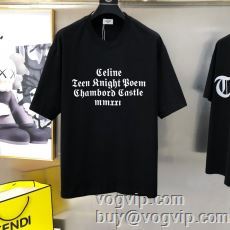 Celine
Teen Knight Poem
Chambord Castle
MMXXI
FENDI
vogvip.com
buy@vogvip.com